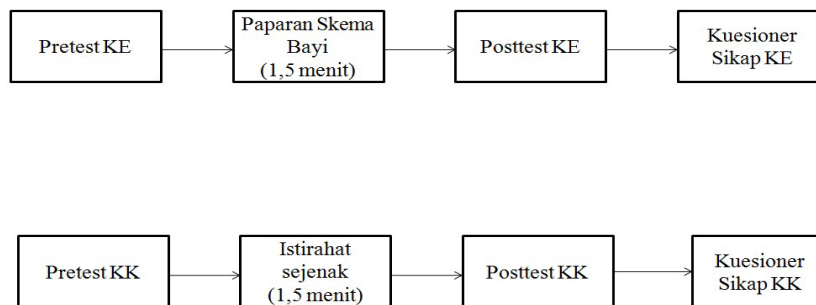 Pretest KE
Paparan Skema
Bayi
(1,5 menit)
Posttest KE
Kuesioner
Sikap KE
Pretest KK
Istirahat
sejenak
(1,5 menit)
Posttest KK
Kuesioner
Sikap KK